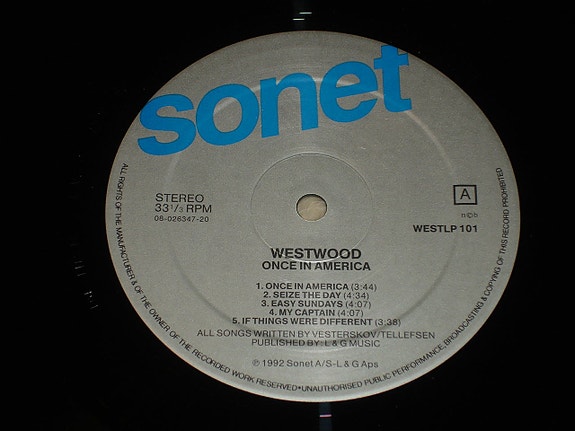 sonet
STEREO
33 1/3 RPM
08-026347-20
A
n©b
WESTLP 101
WESTWOOD
ONCE IN AMERICA
1. ONCE IN AMERICA (3:44)
2. SEIZE THE DAY (4:34)
3. EASY SUNDAYS (4:07)
4. MY CAPTAIN (4:07)
5. IF THINGS WERE DIFFERENT (3:38)
ALL SONGS WRITTEN BY VESTERSKOV/TELLEFSEN
PUBLISHED BY: L & G MUSIC
℗ 1992 Sonet A/S-L & G Aps
ALL RIGHTS OF THE MANUFACTURER & OF THE OWNER OF THE RECORDED WORK RESERVED•UNAUTHORISED PUBLIC PERFORMANCE, BROADCASTING & COPYING OF THIS RECORD PROHIBITED